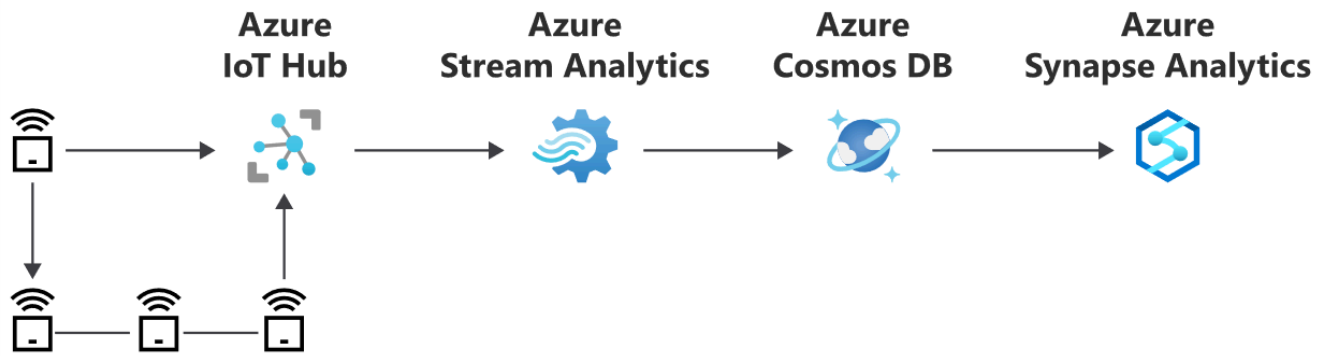 Azure
IoT Hub
Azure
Stream Analytics
Azure
Cosmos DB
Azure
Synapse Analytics